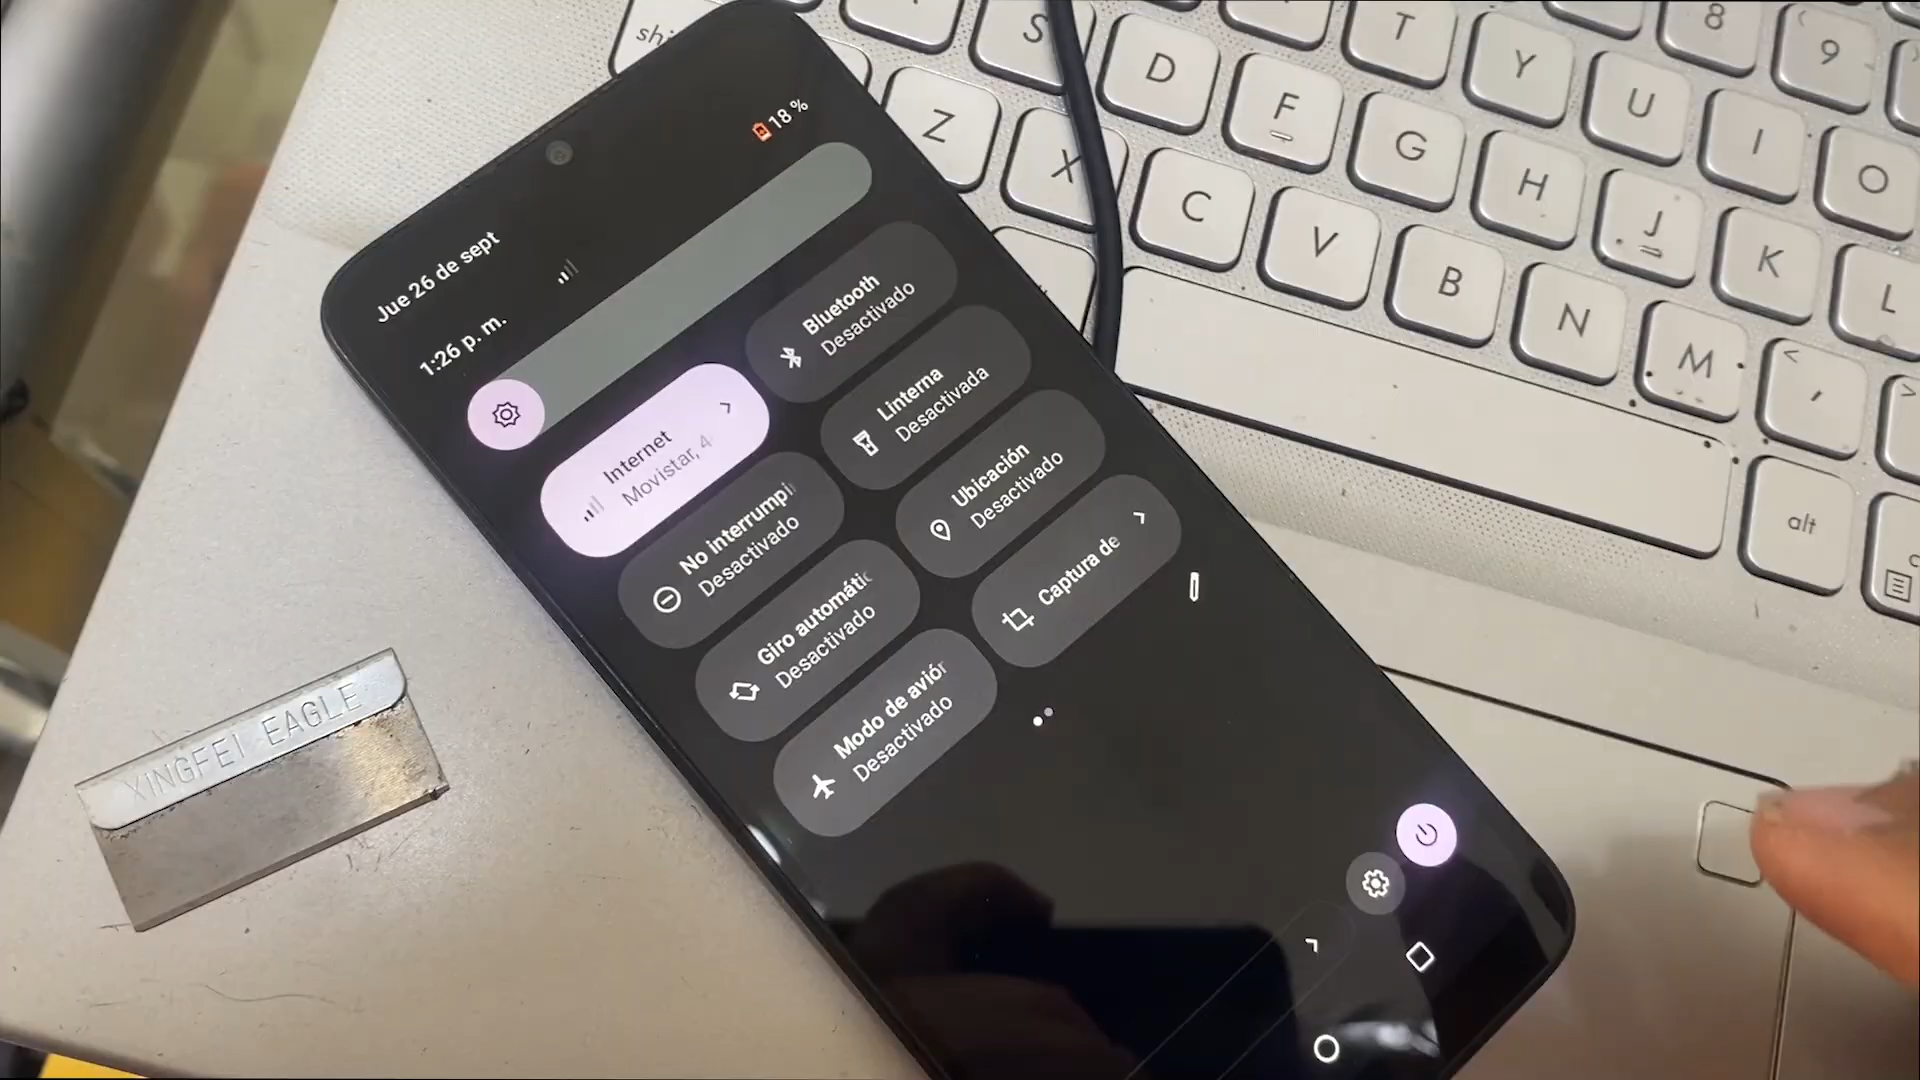 18 %
Jue 26 de sept
1:26 p. m.
Internet
Movistar, 4
Bluetooth
Desactivado
No interrumpi
Desactivado
Linterna
Desactivada
Giro automátic
Desactivado
Ubicación
Desactivado
Modo de avión
Desactivado
Captura de
XINGFEI EAGLE
8
9
T
Y
U
I
O
S
D
F
G
H
J
K
L
Z
X
C
V
B
N
M
<
,
>
alt